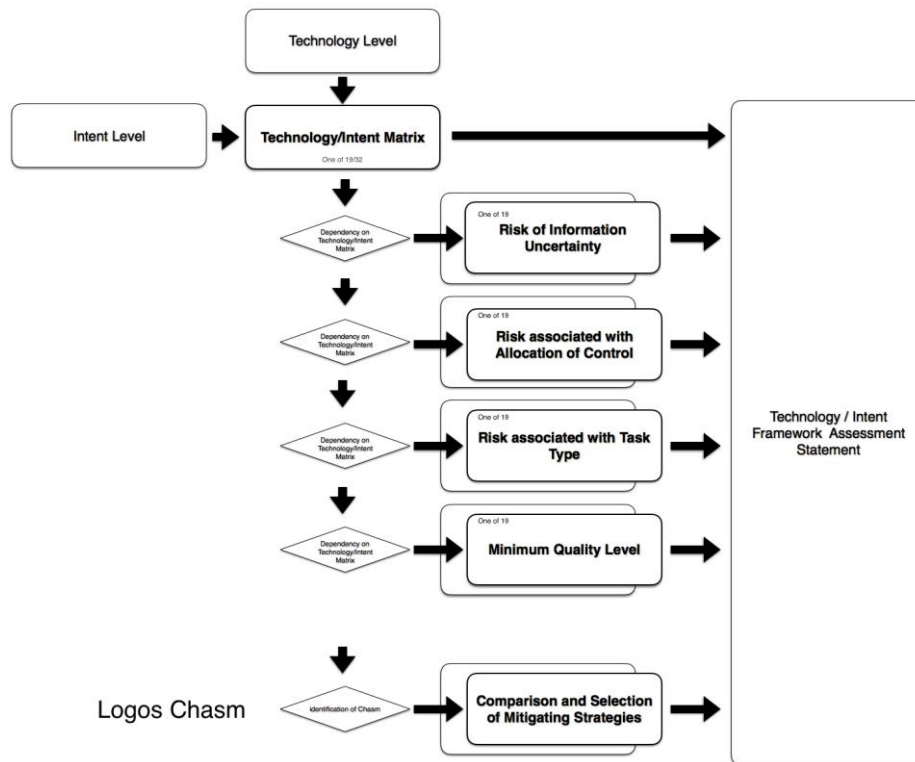 Technology Level
Intent Level
Technology/Intent Matrix
One of 19/32
Dependency on
Technology/Intent
Matrix
One of 19
Risk of Information
Uncertainty
Dependency on
Technology/Intent
Matrix
One of 19
Risk associated with
Allocation of Control
Technology / Intent
Framework Assessment
Statement
Dependency on
Technology/Intent
Matrix
One of 19
Risk associated with Task
Type
Dependency on
Technology/Intent
Matrix
One of 19
Minimum Quality Level
Logos Chasm
Identification of Chasm
Comparison and Selection
of Mitigating Strategies